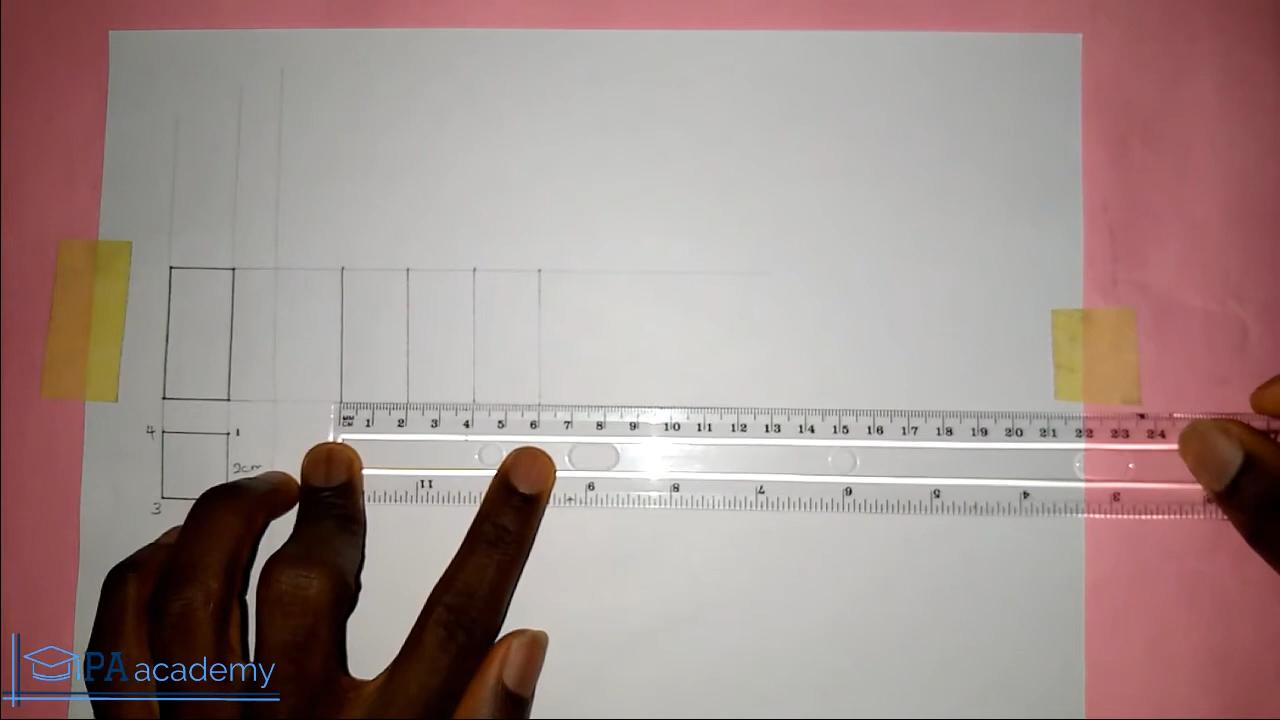 4 1
2cm
3
MM
CM
1 2 3 4 5 6 7 8 9 10 11 12 13 14 15 16 17 18 19 20 21 22 23 24
11 9 8 7 6 5 4 3
iPA academy